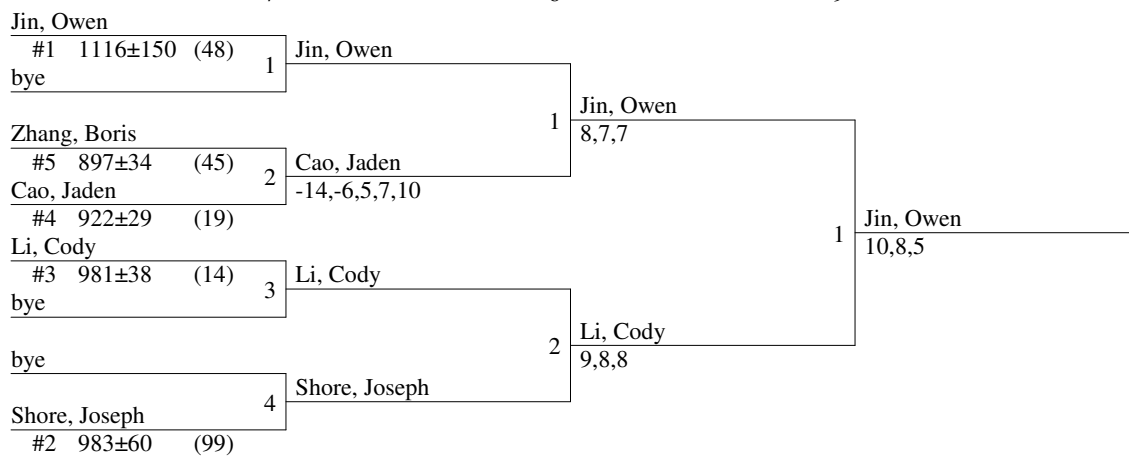 Jin, Owen
#1 1116±150 (48)
bye
1
Jin, Owen
Zhang, Boris
#5 897±34 (45)
Cao, Jaden
#4 922±29 (19)
2
Cao, Jaden
-14,-6,5,7,10
1
Jin, Owen
8,7,7
Li, Cody
#3 981±38 (14)
bye
3
Li, Cody
bye
Shore, Joseph
#2 983±60 (99)
4
Shore, Joseph
2
Li, Cody
9,8,8
1
Jin, Owen
10,8,5